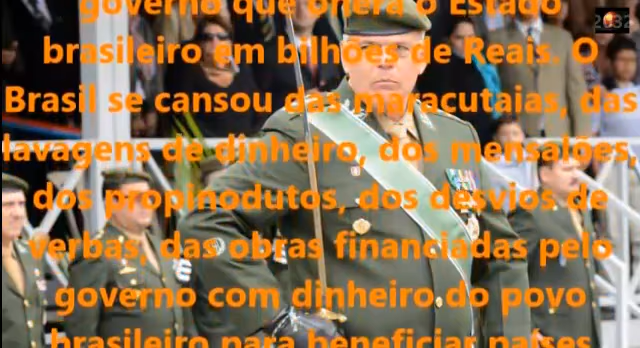 governo que onera o Estado
brasileiro em bilhões de Reais. O
Brasil se cansou das maracutaias, das
lavagens de dinheiro, dos mensalões,
dos propinodutos, dos desvios de
verbas, das obras financiadas pelo
governo com dinheiro do povo
brasileiro para beneficiar países